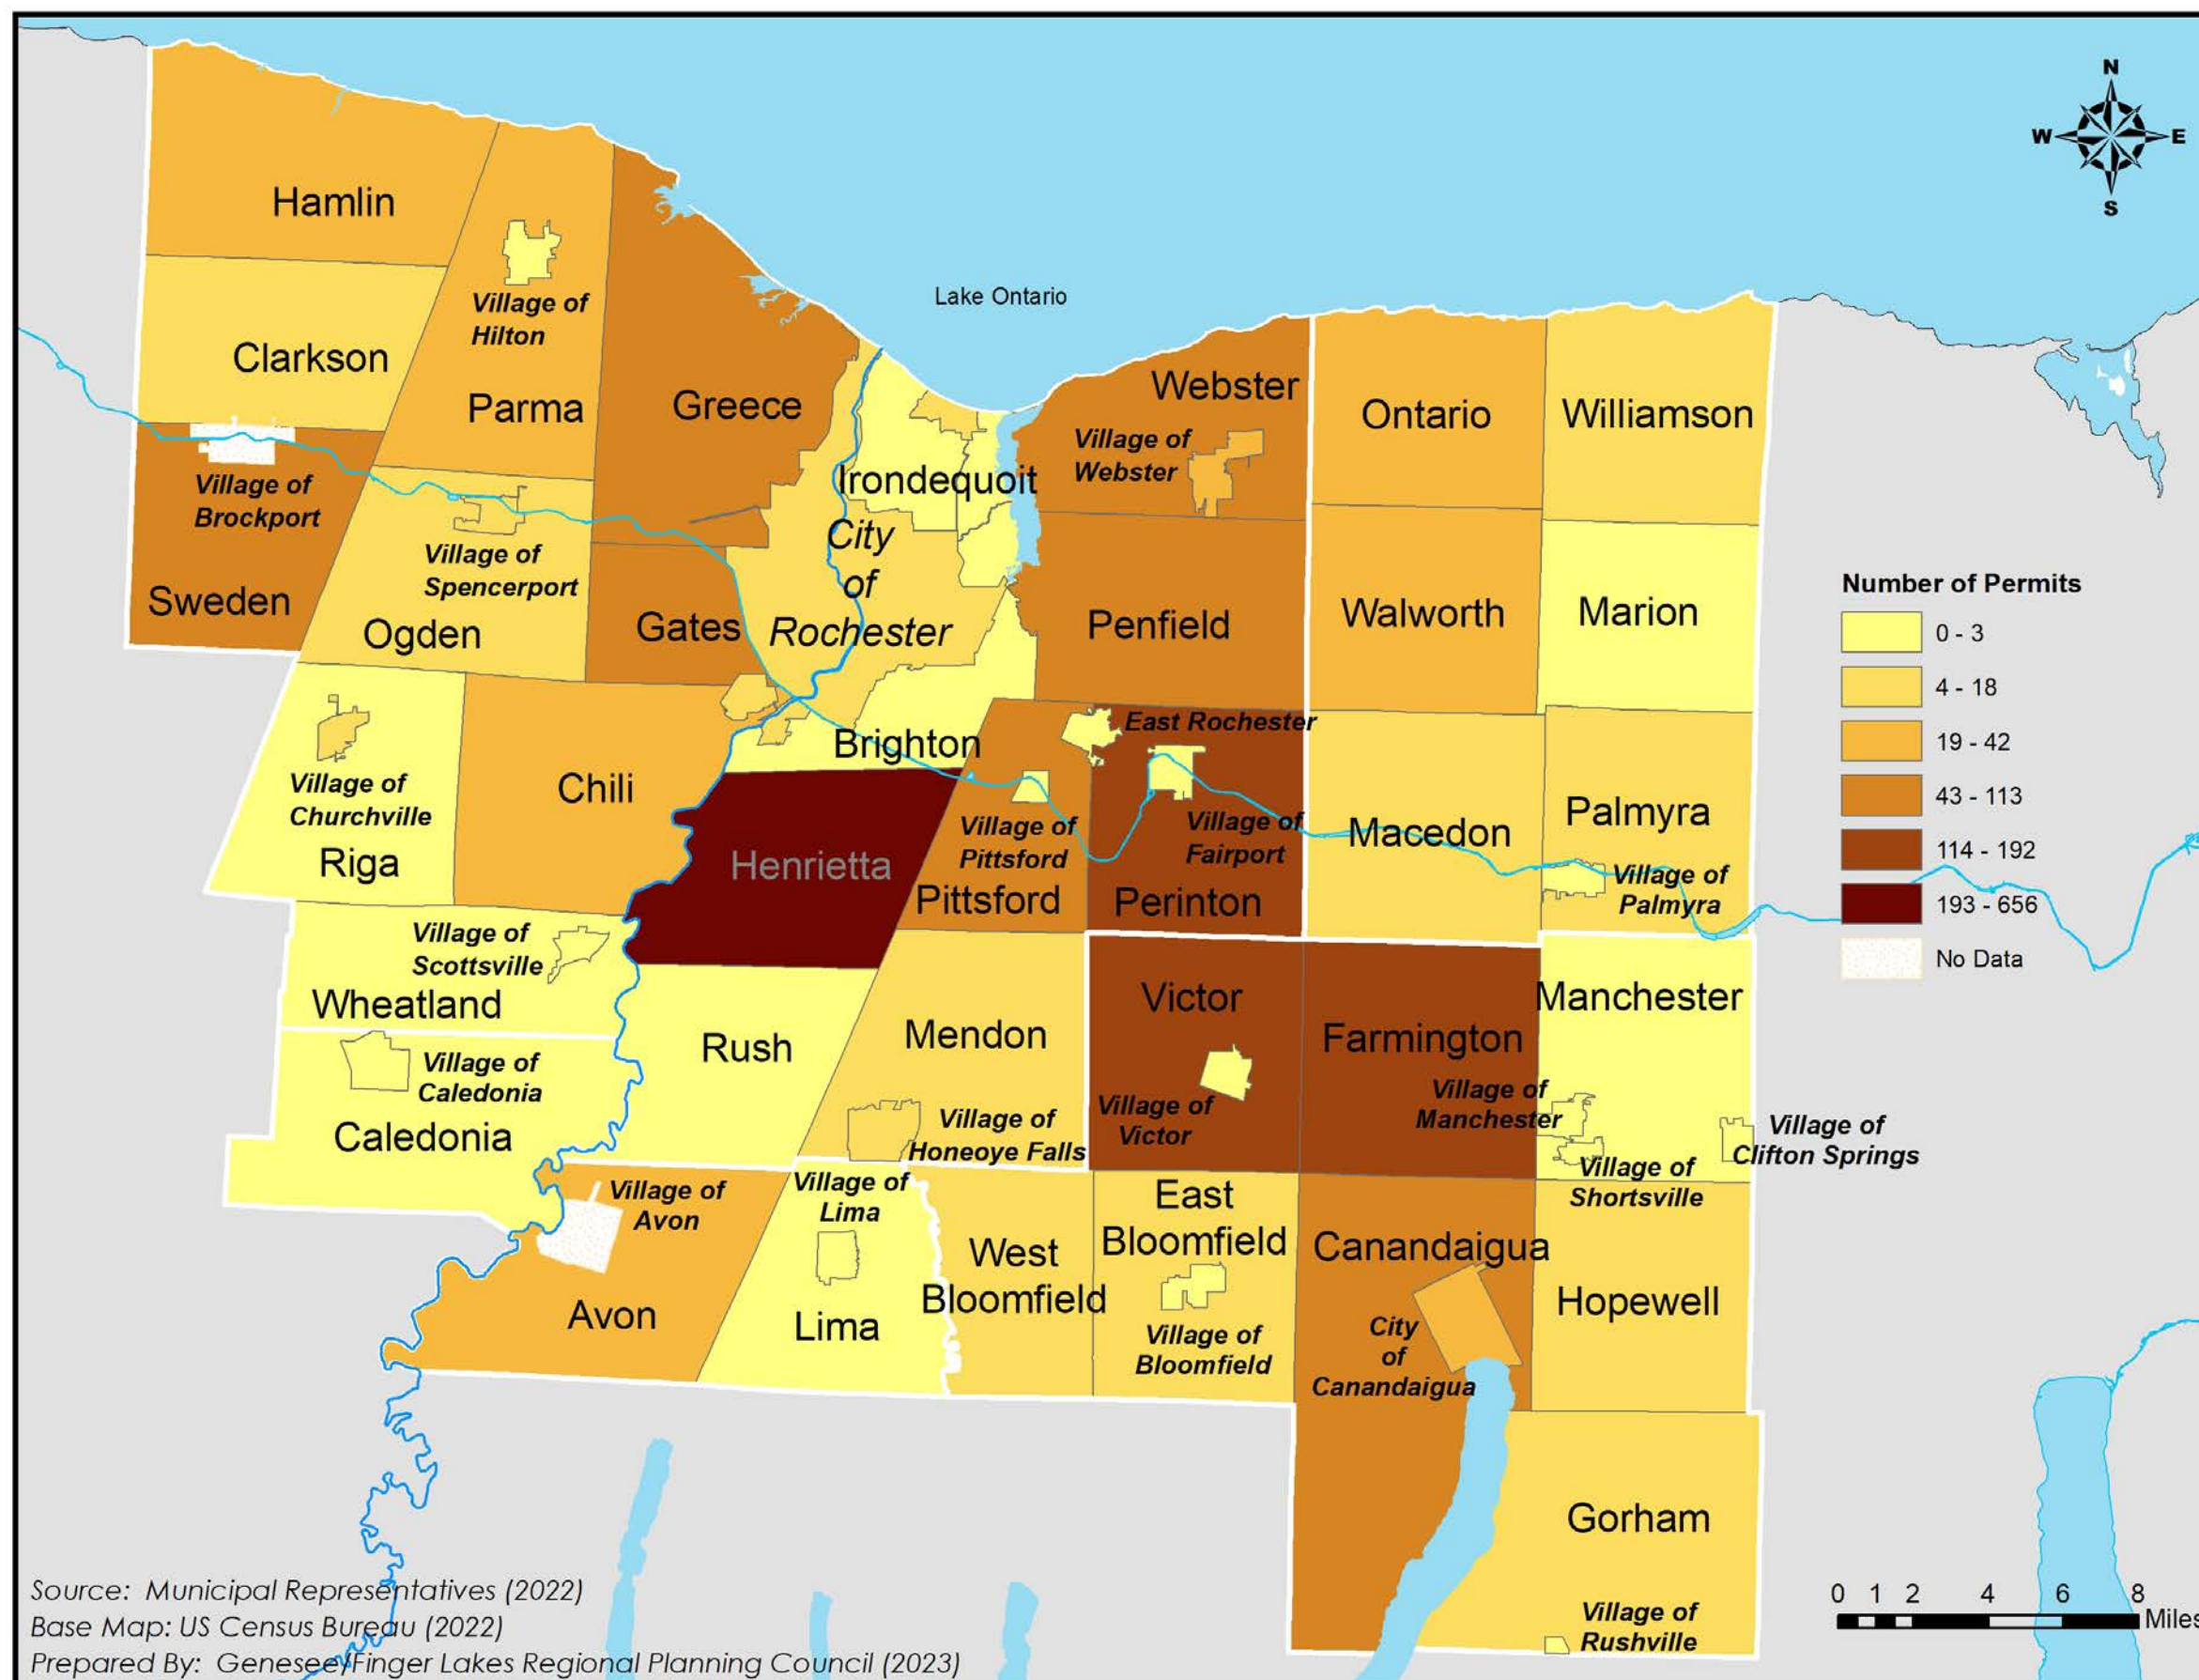 N
W
E
S
Hamlin
Village of
Hilton
Clarkson
Parma
Greece
Lake Ontario
Webster
Village of
Webster
Ontario
Williamson
Irondequoit
Village of
Brockport
Sweden
Village of
Spencerport
Ogden
Gates
City
of
Rochester
Penfield
Walworth
Marion
Number of Permits
0 - 3
4 - 18
19 - 42
43 - 113
114 - 192
193 - 656
No Data
Village of
Churchville
Riga
Chili
Brighton
East Rochester
Henrietta
Village of
Pittsford
Pittsford
Village of
Fairport
Perinton
Macedon
Palmyra
Village of
Palmyra
Village of
Scottsville
Wheatland
Rush
Mendon
Village of
Honeoye Falls
Victor
Village of
Victor
Farmington
Manchester
Village of
Manchester
Village of
Clifton Springs
Village of
Shortsville
Village of
Caledonia
Caledonia
Village of
Avon
Avon
Village of
Lima
Lima
West
Bloomfield
East
Bloomfield
Village of
Bloomfield
Canandaigua
City
of
Canandaigua
Hopewell
Gorham
Village of
Rushville
0 1 2 4 6 8
Miles
Source: Municipal Representatives (2022)
Base Map: US Census Bureau (2022)
Prepared By: Genesee/Finger Lakes Regional Planning Council (2023)